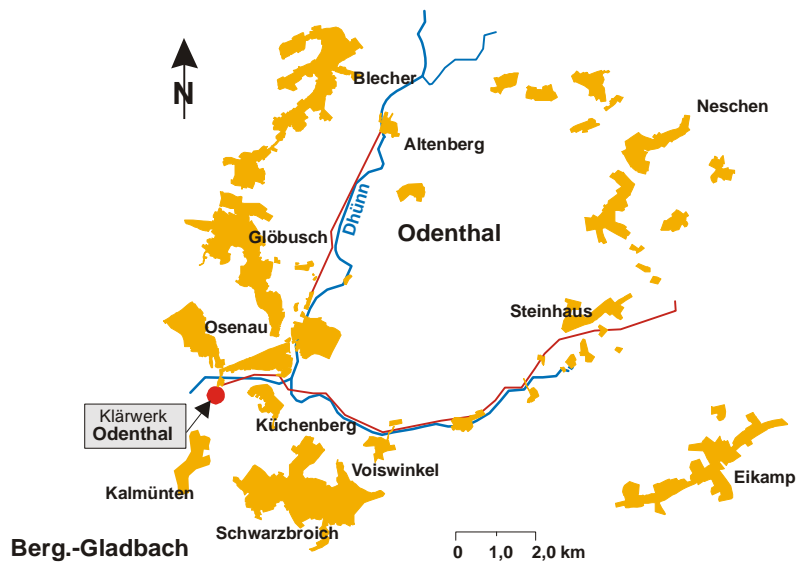 Blecher
N
Neschen
Altenberg
Dhünn
Odenthal
Glöbusch
Steinhaus
Osenau
Klärwerk
Odenthal
Küchenberg
Voiswinkel
Eikamp
Kalmünten
Schwarzbroich
Berg.-Gladbach
0 1,0 2,0 km